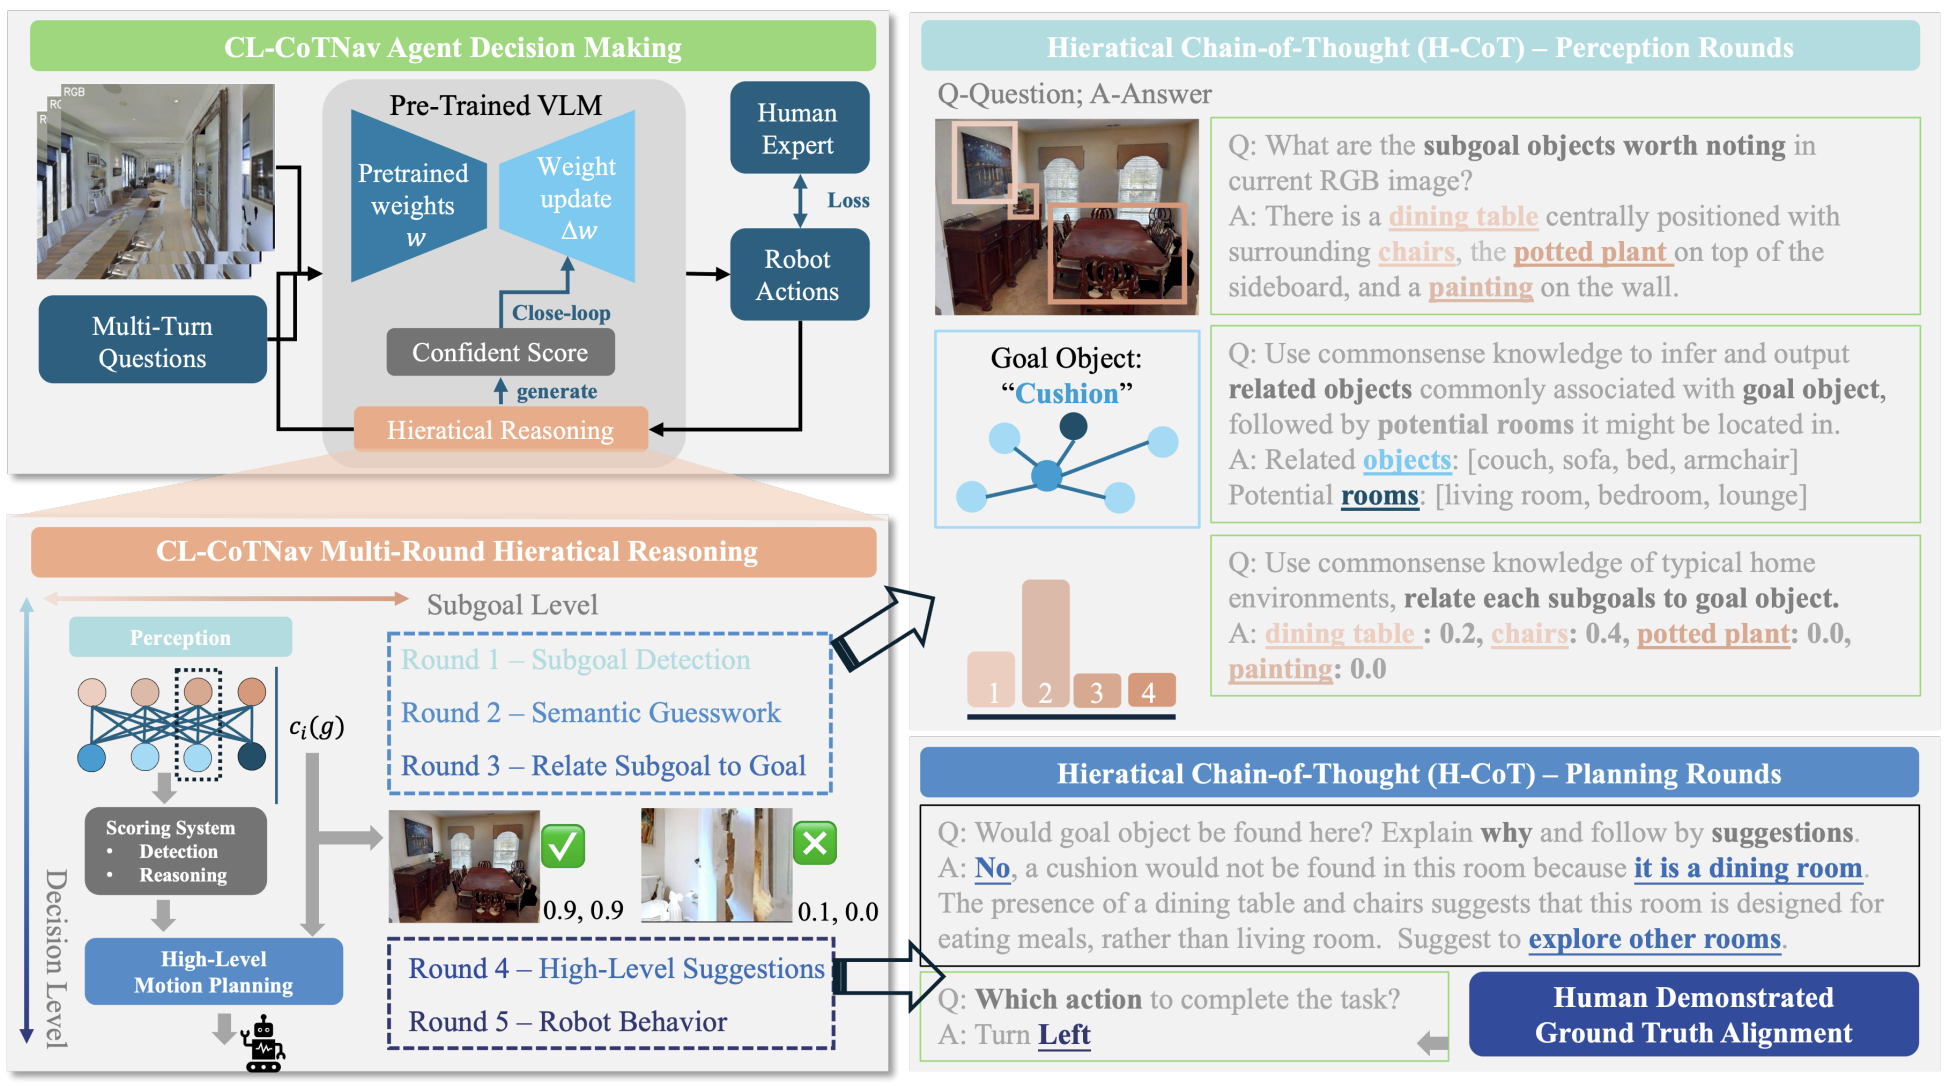 CL-CoTNav Agent Decision Making
RGB
RG
R
Multi-Turn
Questions
Pre-Trained VLM
Pretrained
weights
w
Weight
update
Δw
Close-loop
Confident Score
generate
Hieratical Reasoning
Human
Expert
Loss
Robot
Actions
CL-CoTNav Multi-Round Hieratical Reasoning
Subgoal Level
Decision Level
Perception
c_i(g)
Scoring System
• Detection
• Reasoning
High-Level
Motion Planning
Round 1 – Subgoal Detection
Round 2 – Semantic Guesswork
Round 3 – Relate Subgoal to Goal
0.9, 0.9
0.1, 0.0
Round 4 – High-Level Suggestions
Round 5 – Robot Behavior
Hieratical Chain-of-Thought (H-CoT) – Perception Rounds
Q-Question; A-Answer
Q: What are the subgoal objects worth noting in
current RGB image?
A: There is a dining table centrally positioned with
surrounding chairs, the potted plant on top of the
sideboard, and a painting on the wall.
Goal Object:
“Cushion”
Q: Use commonsense knowledge to infer and output
related objects commonly associated with goal object,
followed by potential rooms it might be located in.
A: Related objects: [couch, sofa, bed, armchair]
Potential rooms: [living room, bedroom, lounge]
1 2 3 4
Q: Use commonsense knowledge of typical home
environments, relate each subgoals to goal object.
A: dining table : 0.2, chairs: 0.4, potted plant: 0.0,
painting: 0.0
Hieratical Chain-of-Thought (H-CoT) – Planning Rounds
Q: Would goal object be found here? Explain why and follow by suggestions.
A: No, a cushion would not be found in this room because it is a dining room.
The presence of a dining table and chairs suggests that this room is designed for
eating meals, rather than living room. Suggest to explore other rooms.
Q: Which action to complete the task?
A: Turn Left
Human Demonstrated
Ground Truth Alignment